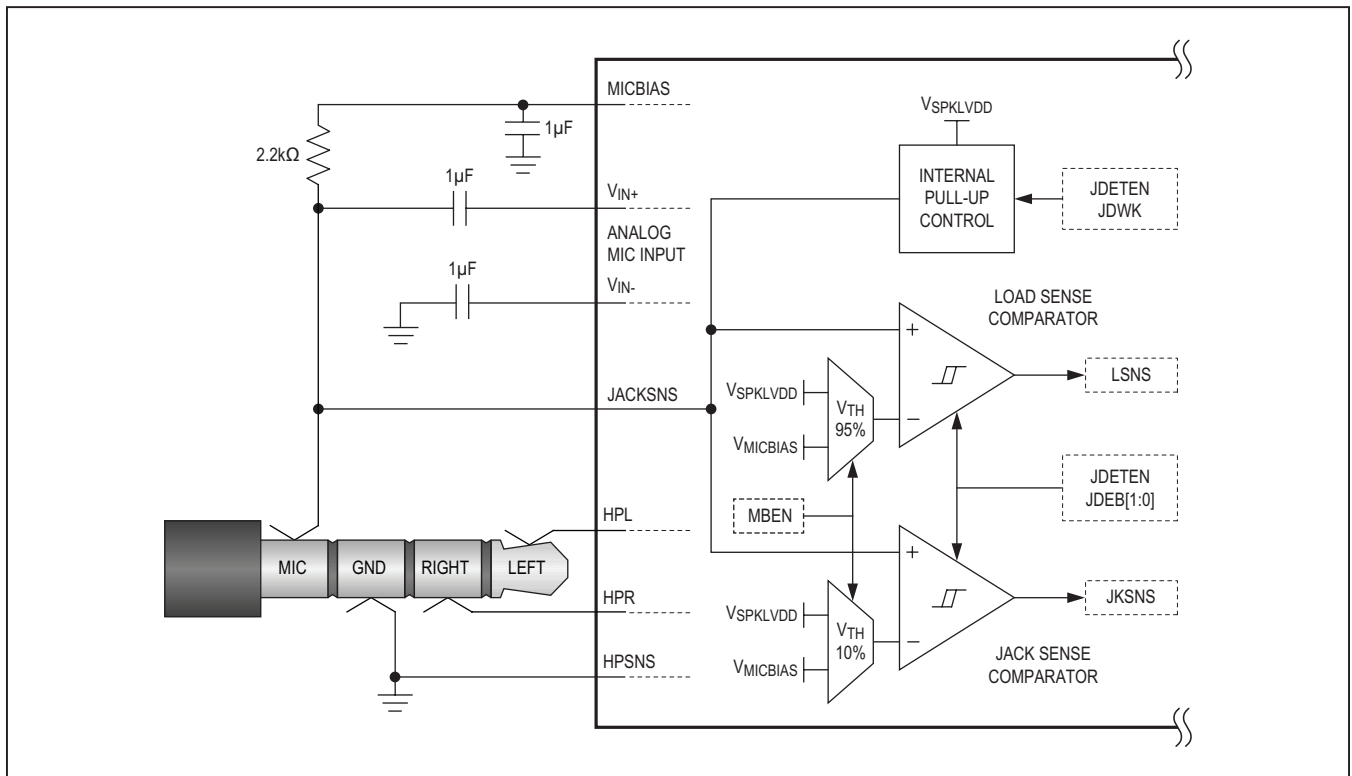 MICBIAS
1µF
2.2kΩ
1µF
VIN+
ANALOG
MIC INPUT
1µF
VIN-
JACKSNS
MIC
GND
RIGHT
LEFT
HPL
HPR
HPSNS
VSPKLVDD
INTERNAL
PULL-UP
CONTROL
JDETEN
JDWK
LOAD SENSE
COMPARATOR
+
−
VSPKLVDD
VMICBIAS
VTH
95%
LSNS
MBEN
JDETEN
JDEB[1:0]
+
−
VSPKLVDD
VMICBIAS
VTH
10%
JKSNS
JACK SENSE
COMPARATOR